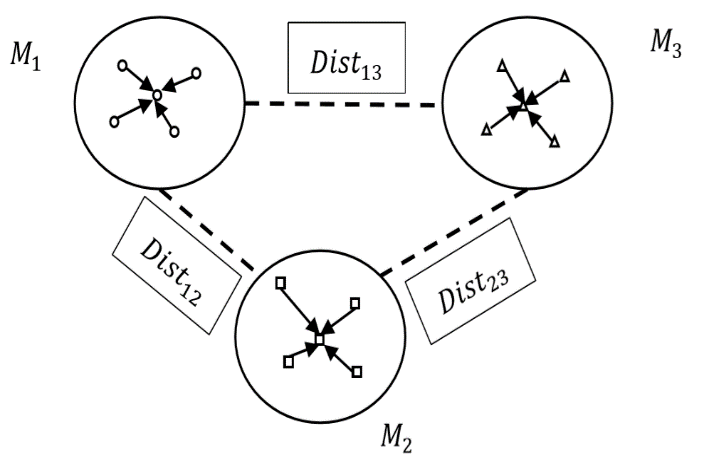 M₁
Dist₁₃
M₃
Dist₁₂
Dist₂₃
M₂